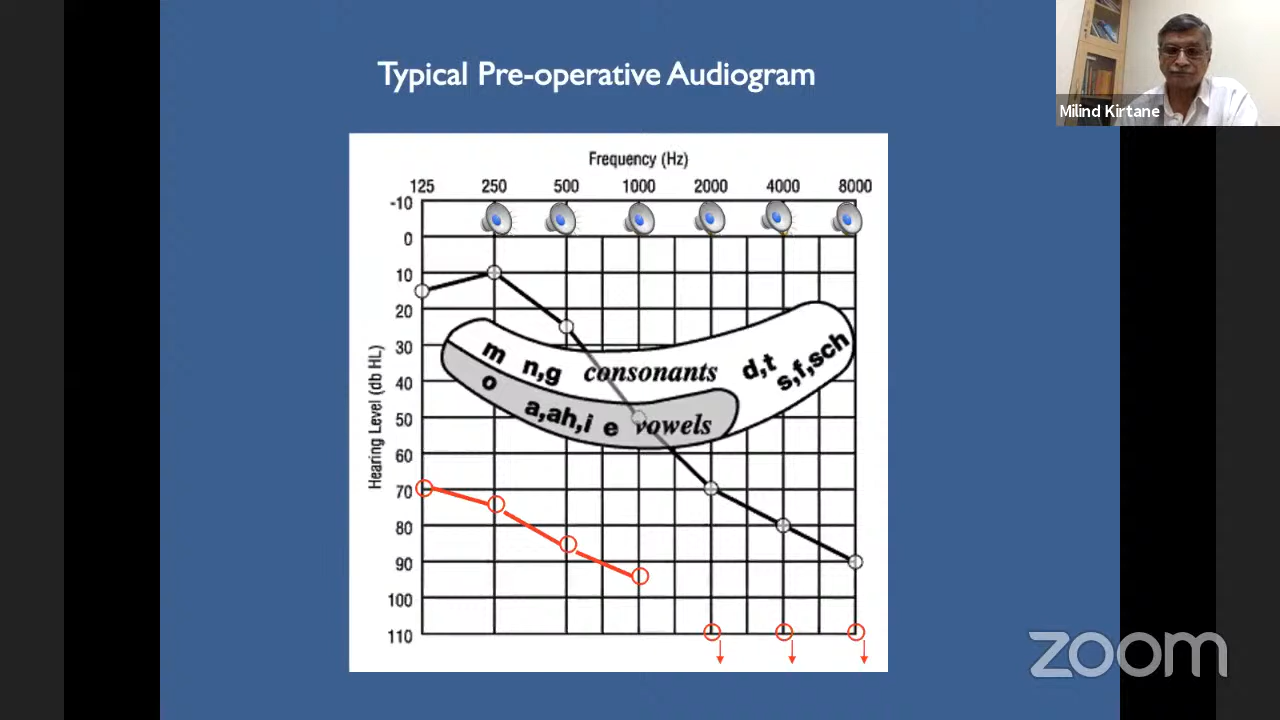 Typical Pre-operative Audiogram
Milind Kirtane
Frequency (Hz)
125 250 500 1000 2000 4000 8000
-10
0
10
20
30
40
50
60
70
80
90
100
110
Hearing Level (db HL)
m n,g consonants d,t s,f,sch
o a,ah,i e vowels
zoom